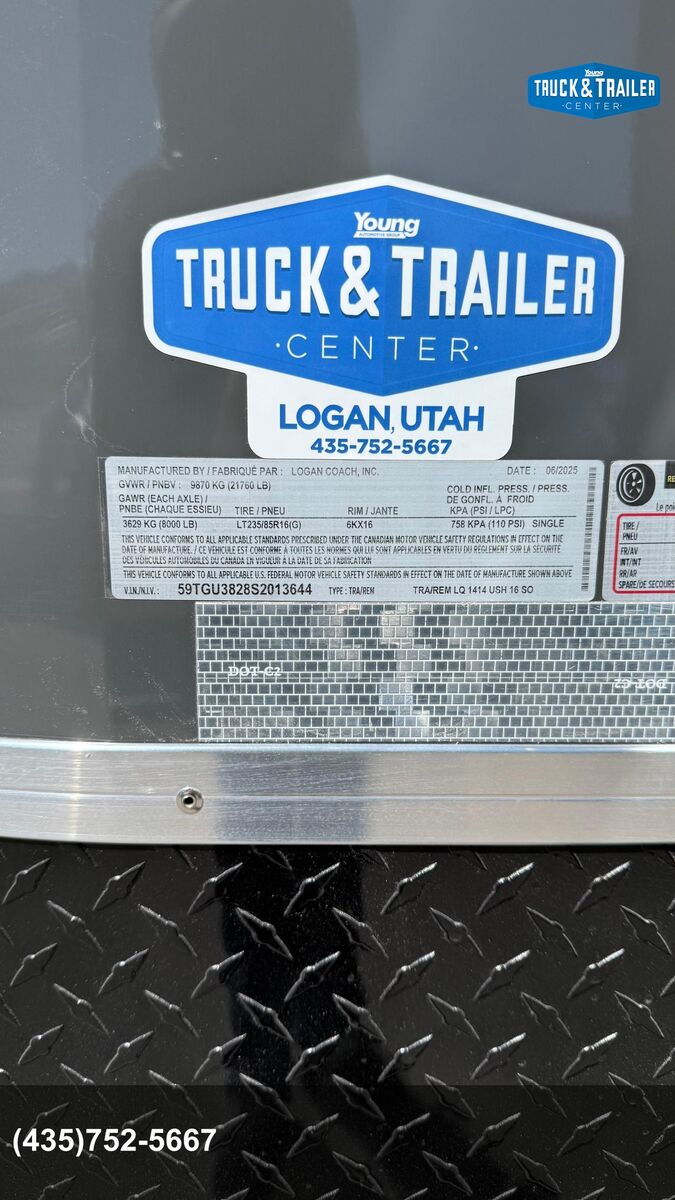 Young
TRUCK & TRAILER
·CENTER·
Young
AUTOMOTIVE GROUP
TRUCK & TRAILER
·CENTER·
LOGAN, UTAH
435-752-5667
MANUFACTURED BY / FABRIQUÉ PAR : LOGAN COACH, INC. DATE : 06/2025
GVWR / PNBV : 9870 KG (21760 LB)
GAWR (EACH AXLE) / PNBE (CHAQUE ESSIEU) TIRE / PNEU RIM / JANTE COLD INFL. PRESS. / PRESS. DE GONFL. À FROID KPA (PSI / LPC)
3629 KG (8000 LB) LT235/85R16(G) 6KX16 758 KPA (110 PSI) SINGLE
THIS VEHICLE CONFORMS TO ALL APPLICABLE STANDARDS PRESCRIBED UNDER THE CANADIAN MOTOR VEHICLE SAFETY REGULATIONS IN EFFECT ON THE
DATE OF MANUFACTURE. / CE VÉHICULE EST CONFORME À TOUTES LES NORMES QUI LUI SONT APPLICABLES EN VERTU DU RÈGLEMENT SUR LA SÉCURITÉ
DES VÉHICULES AUTOMOBILES DU CANADA EN VIGUEUR À LA DATE DE SA FABRICATION
THIS VEHICLE CONFORMS TO ALL APPLICABLE U.S. FEDERAL MOTOR VEHICLE SAFETY STANDARDS IN EFFECT ON THE DATE OF MANUFACTURE SHOWN ABOVE
V.I.N./N.I.V.: 59TGU3828S2013644 TYPE : TRA/REM TRA/REM LQ 1414 USH 16 SO
RE
Le poi
TIRE /
PNEU
FR/AV
INT/INT
RR/AR
SPARE/DE SECOURS
DOT-C2
DOT-C2
(435)752-5667